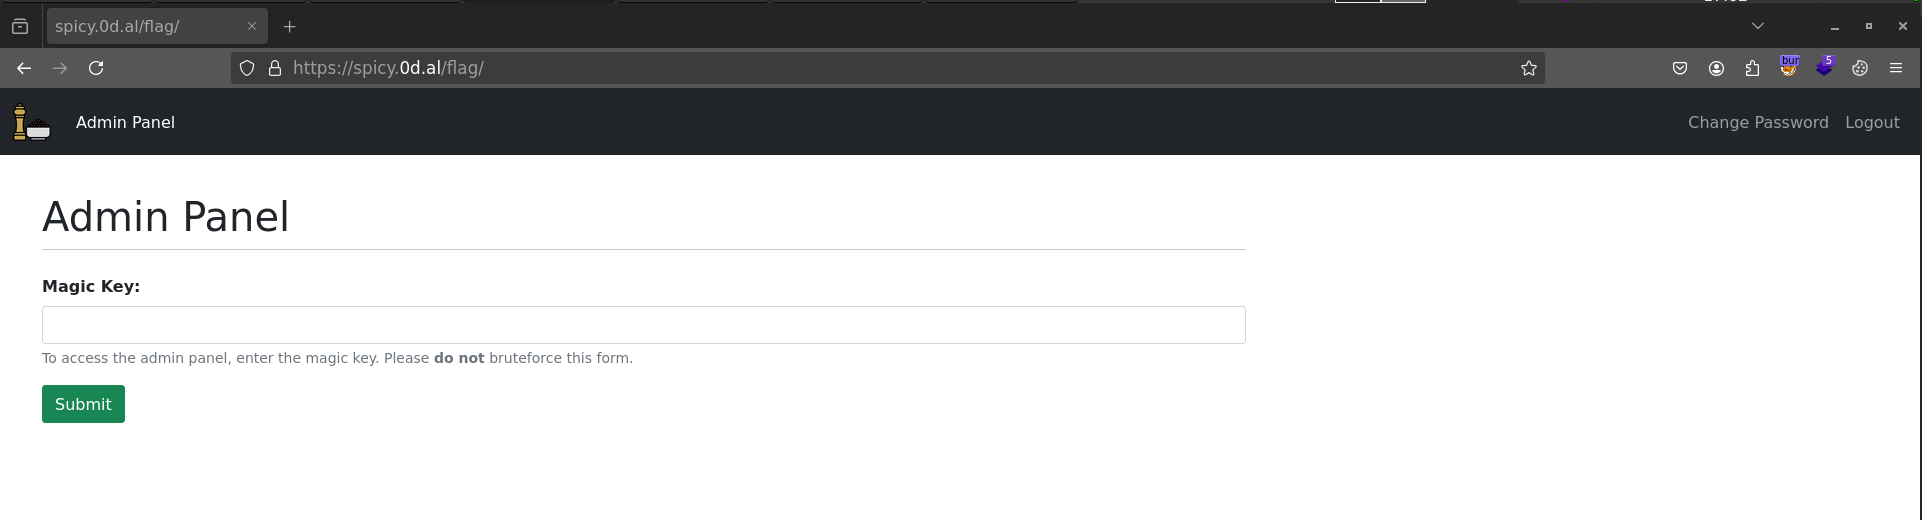 spicy.0d.al/flag/
https://spicy.0d.al/flag/
bur
5
Admin Panel
Change Password
Logout
Admin Panel
Magic Key:
To access the admin panel, enter the magic key. Please do not bruteforce this form.
Submit